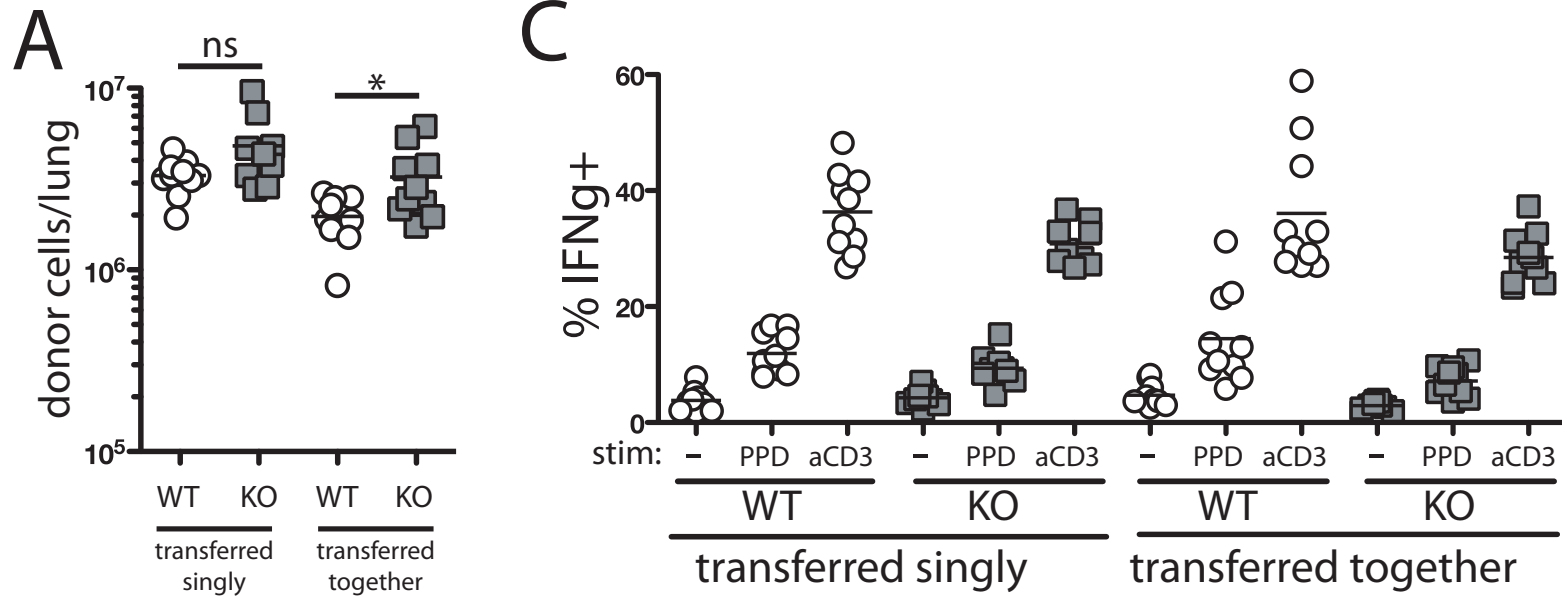 A
ns
*
donor cells/lung
10^7
10^6
10^5
WT KO WT KO
transferred singly
transferred together
C
% IFNg+
60
40
20
0
stim: – PPD aCD3 – PPD aCD3 – PPD aCD3 – PPD aCD3
WT KO WT KO
transferred singly transferred together